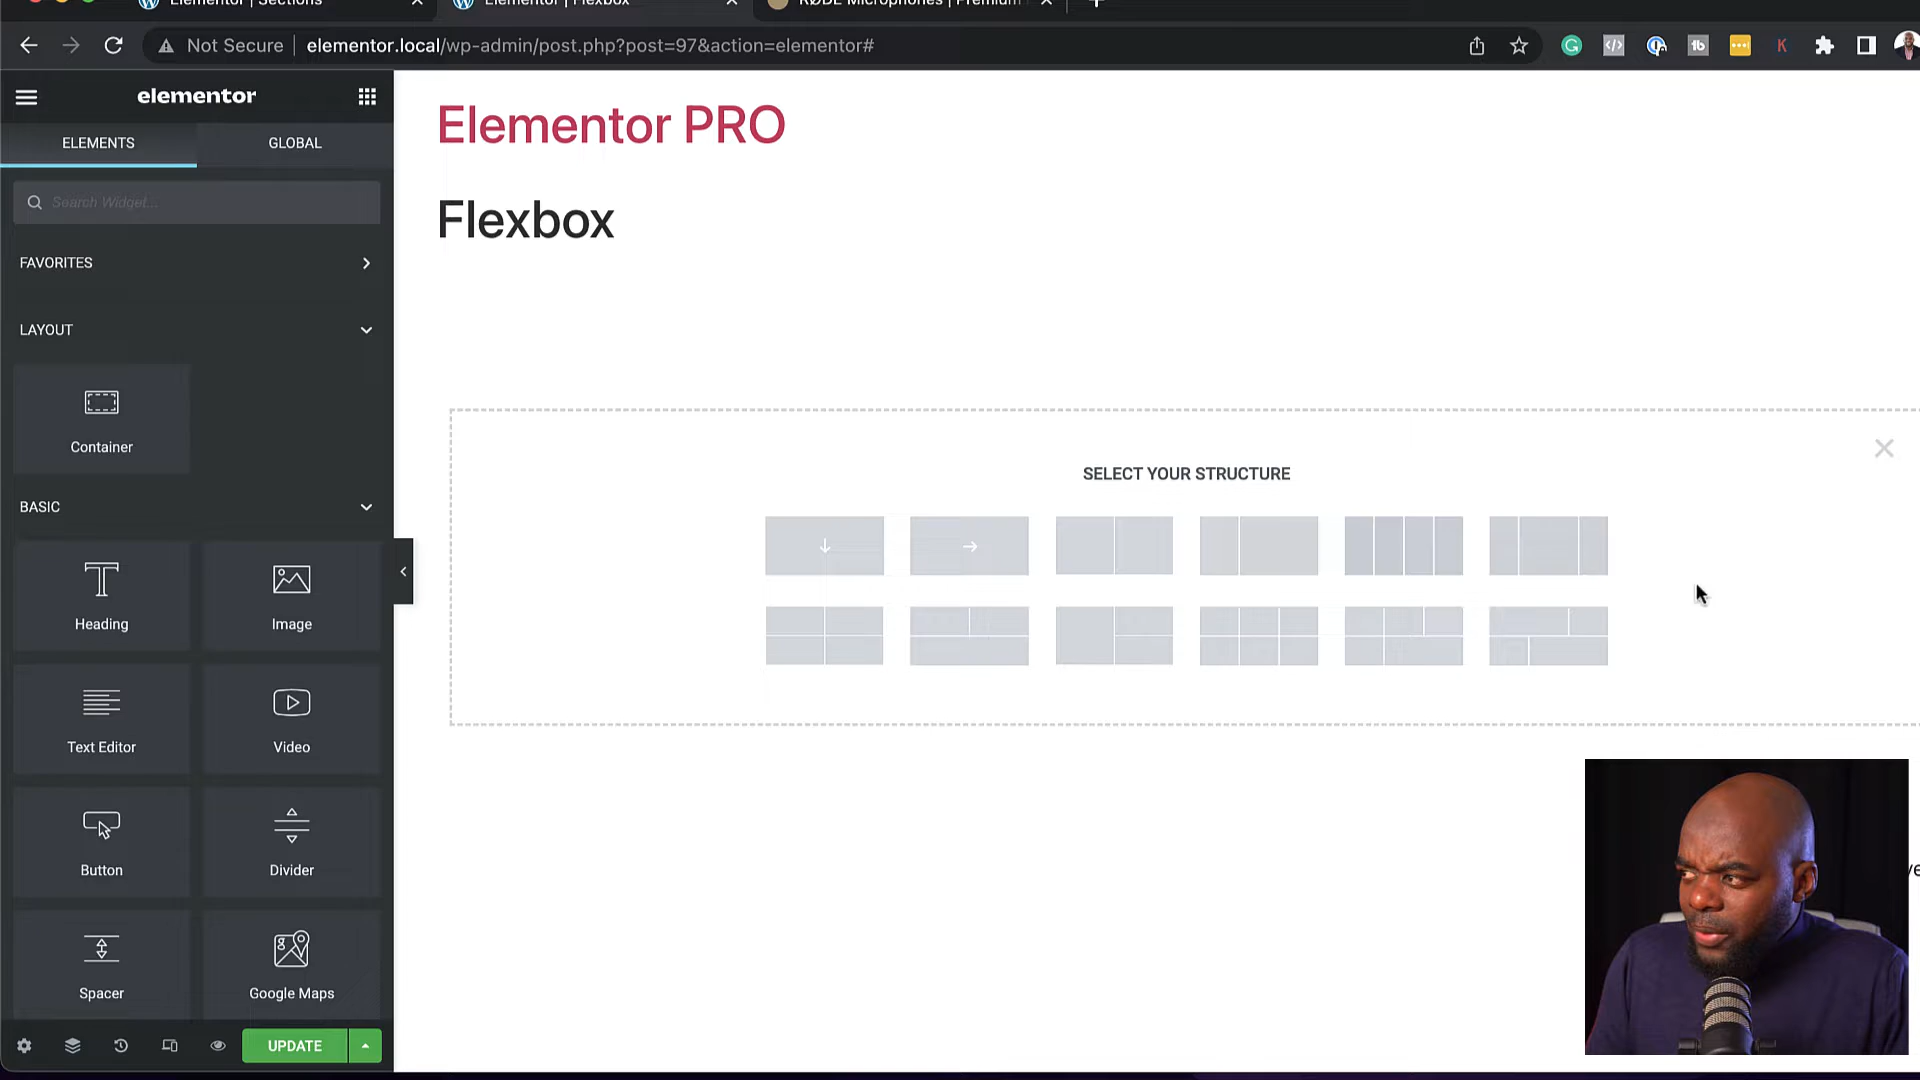 Elementor | Sections
Elementor | Flexbox
RØDE Microphones | Premium
Not Secure
elementor.local/wp-admin/post.php?post=97&action=elementor#
elementor
ELEMENTS
GLOBAL
Search Widget...
FAVORITES
LAYOUT
Container
BASIC
Heading
Image
Text Editor
Video
Button
Divider
Spacer
Google Maps
UPDATE
Elementor PRO
Flexbox
SELECT YOUR STRUCTURE